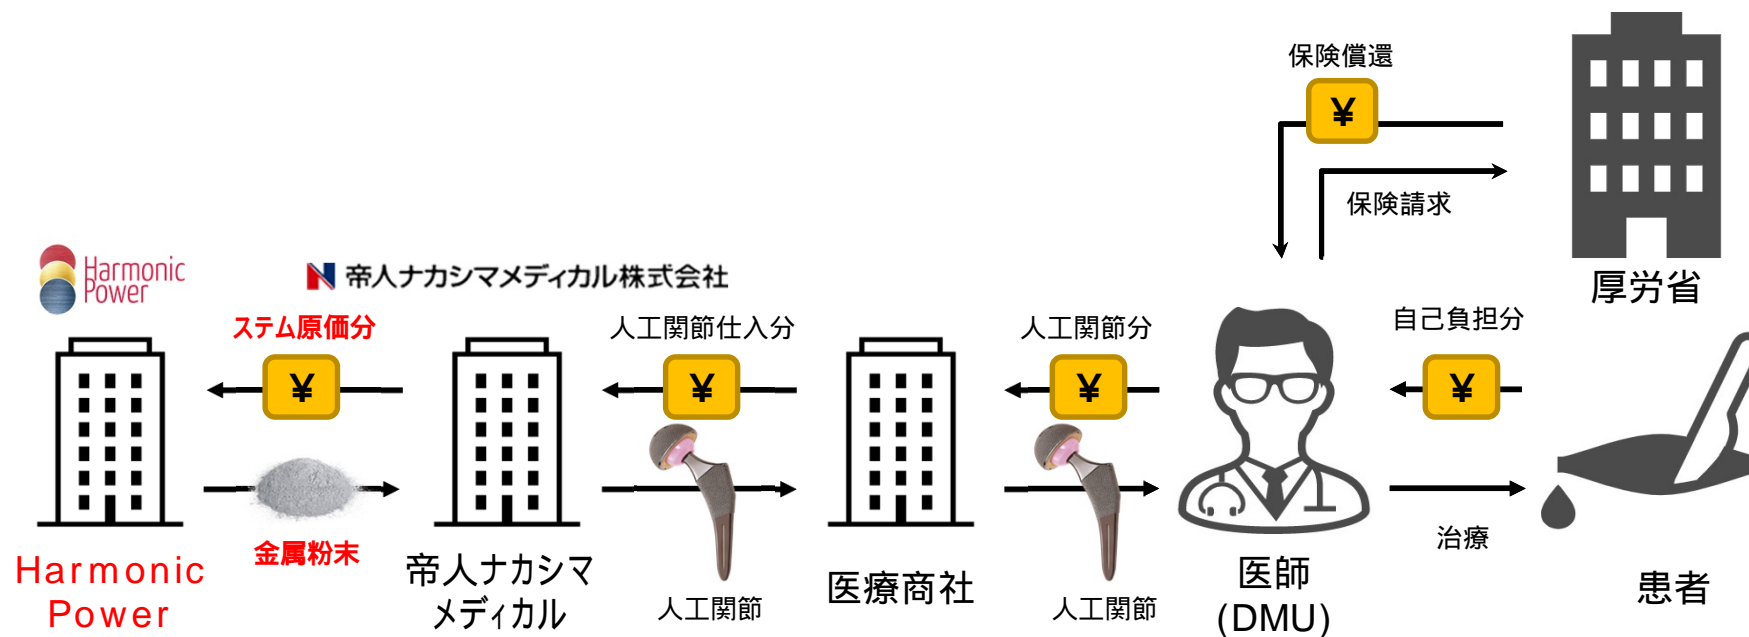 保険償還
¥
保険請求
厚労省
Harmonic
Power
帝人ナカシマメディカル株式会社
ステム原価分
¥
人工関節仕入分
¥
人工関節分
¥
自己負担分
¥
金属粉末
人工関節
人工関節
治療
Harmonic
Power
帝人ナカシマ
メディカル
医療商社
医師
(DMU)
患者